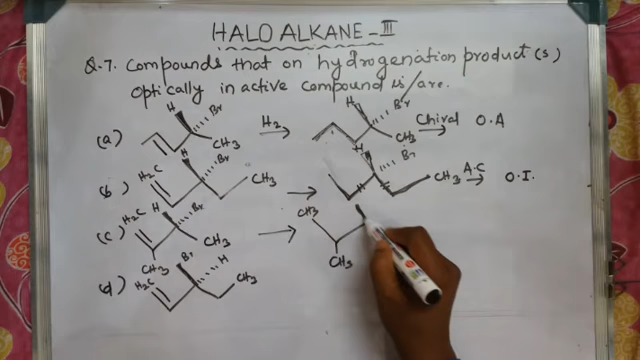 HALO ALKANE - III
Q.7. Compounds that on hydrogenation product(s)
optically in active compound is/are.
(a) H Br CH3 H2 → H Br CH3 Chiral → O.A
(b) H2C H Br CH3 → H Br CH3 A.C → O.I.
(c) H2C H Br CH3 CH3 → CH3 CH3
(d) H2C Br H CH3